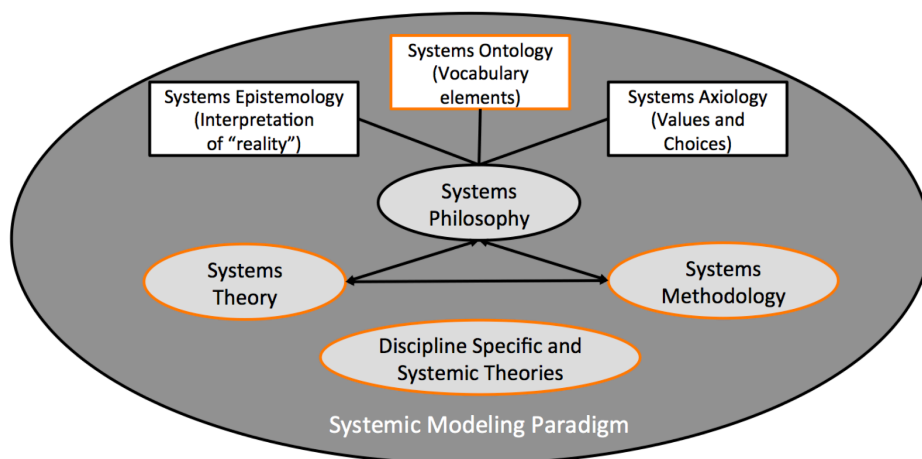 Systems Ontology
(Vocabulary
elements)
Systems Epistemology
(Interpretation
of “reality”)
Systems Axiology
(Values and
Choices)
Systems
Philosophy
Systems
Theory
Systems
Methodology
Discipline Specific and
Systemic Theories
Systemic Modeling Paradigm